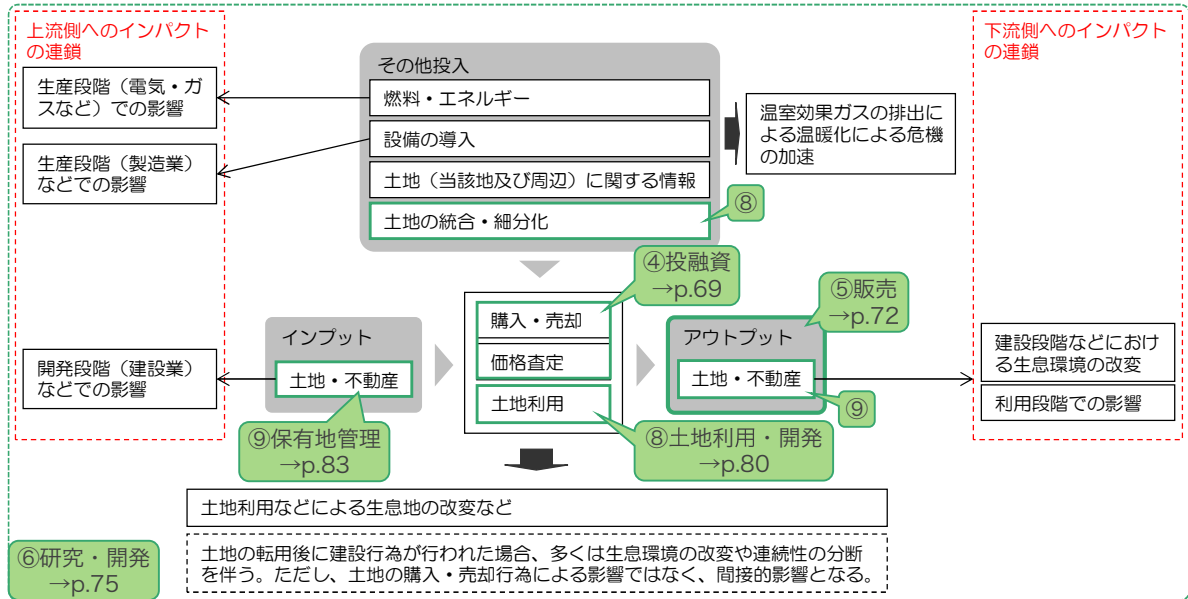 上流側へのインパクト
の連鎖
生産段階（電気・ガ
スなど）での影響
生産段階（製造業）
などでの影響
開発段階（建設業）
などでの影響
その他投入
燃料・エネルギー
設備の導入
土地（当該地及び周辺）に関する情報
土地の統合・細分化
⑧
温室効果ガスの排出に
よる温暖化による危機
の加速
下流側へのインパクト
の連鎖
建設段階などにおけ
る生息環境の改変
利用段階での影響
④投融資
→p.69
⑤販売
→p.72
インプット
土地・不動産
⑨保有地管理
→p.83
購入・売却
価格査定
土地利用
⑧土地利用・開発
→p.80
アウトプット
土地・不動産
⑨
土地利用などによる生息地の改変など
土地の転用後に建設行為が行われた場合、多くは生息環境の改変や連続性の分断
を伴う。ただし、土地の購入・売却行為による影響ではなく、間接的影響となる。
⑥研究・開発
→p.75